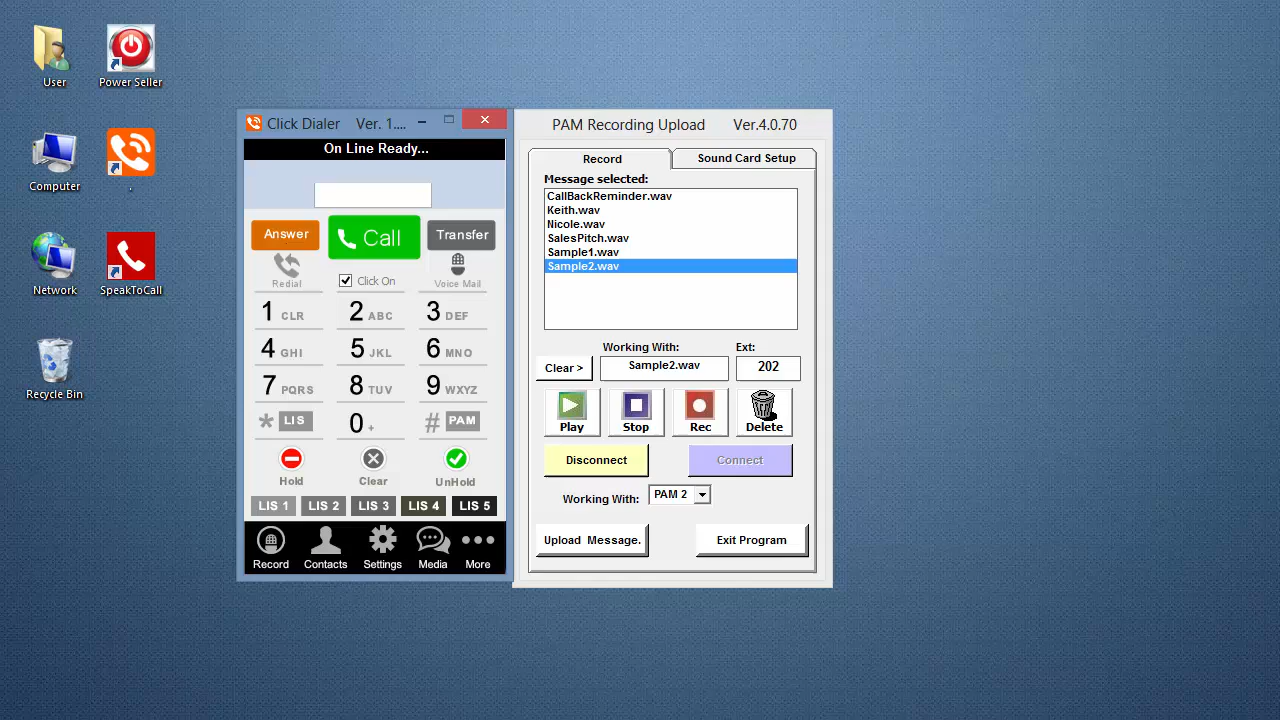 User
Power Seller
Computer
.
Network
SpeakToCall
Recycle Bin
Click Dialer Ver. 1....
On Line Ready...
Answer
Call
Transfer
Redial
Click On
Voice Mail
1 CLR
2 ABC
3 DEF
4 GHI
5 JKL
6 MNO
7 PQRS
8 TUV
9 WXYZ
* LIS
0 +
# PAM
Hold
Clear
UnHold
LIS 1
LIS 2
LIS 3
LIS 4
LIS 5
Record
Contacts
Settings
Media
More
PAM Recording Upload Ver.4.0.70
Record
Sound Card Setup
Message selected:
CallBackReminder.wav
Keith.wav
Nicole.wav
SalesPitch.wav
Sample1.wav
Sample2.wav
Working With:
Ext:
Clear >
Sample2.wav
202
Play
Stop
Rec
Delete
Disconnect
Connect
Working With:
PAM 2
Upload Message.
Exit Program